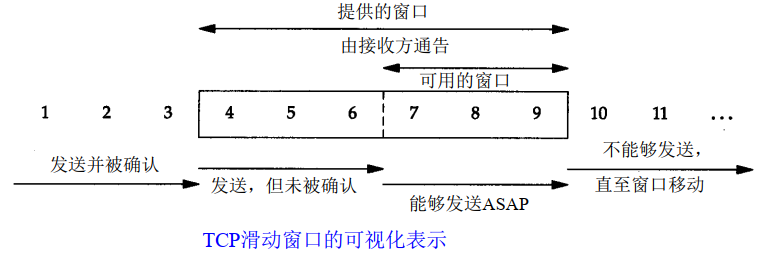 提供的窗口
由接收方通告
可用的窗口
1 2 3 4 5 6 7 8 9 10 11 …
发送并被确认
发送，但未被确认
能够发送ASAP
不能够发送，
直至窗口移动
TCP滑动窗口的可视化表示